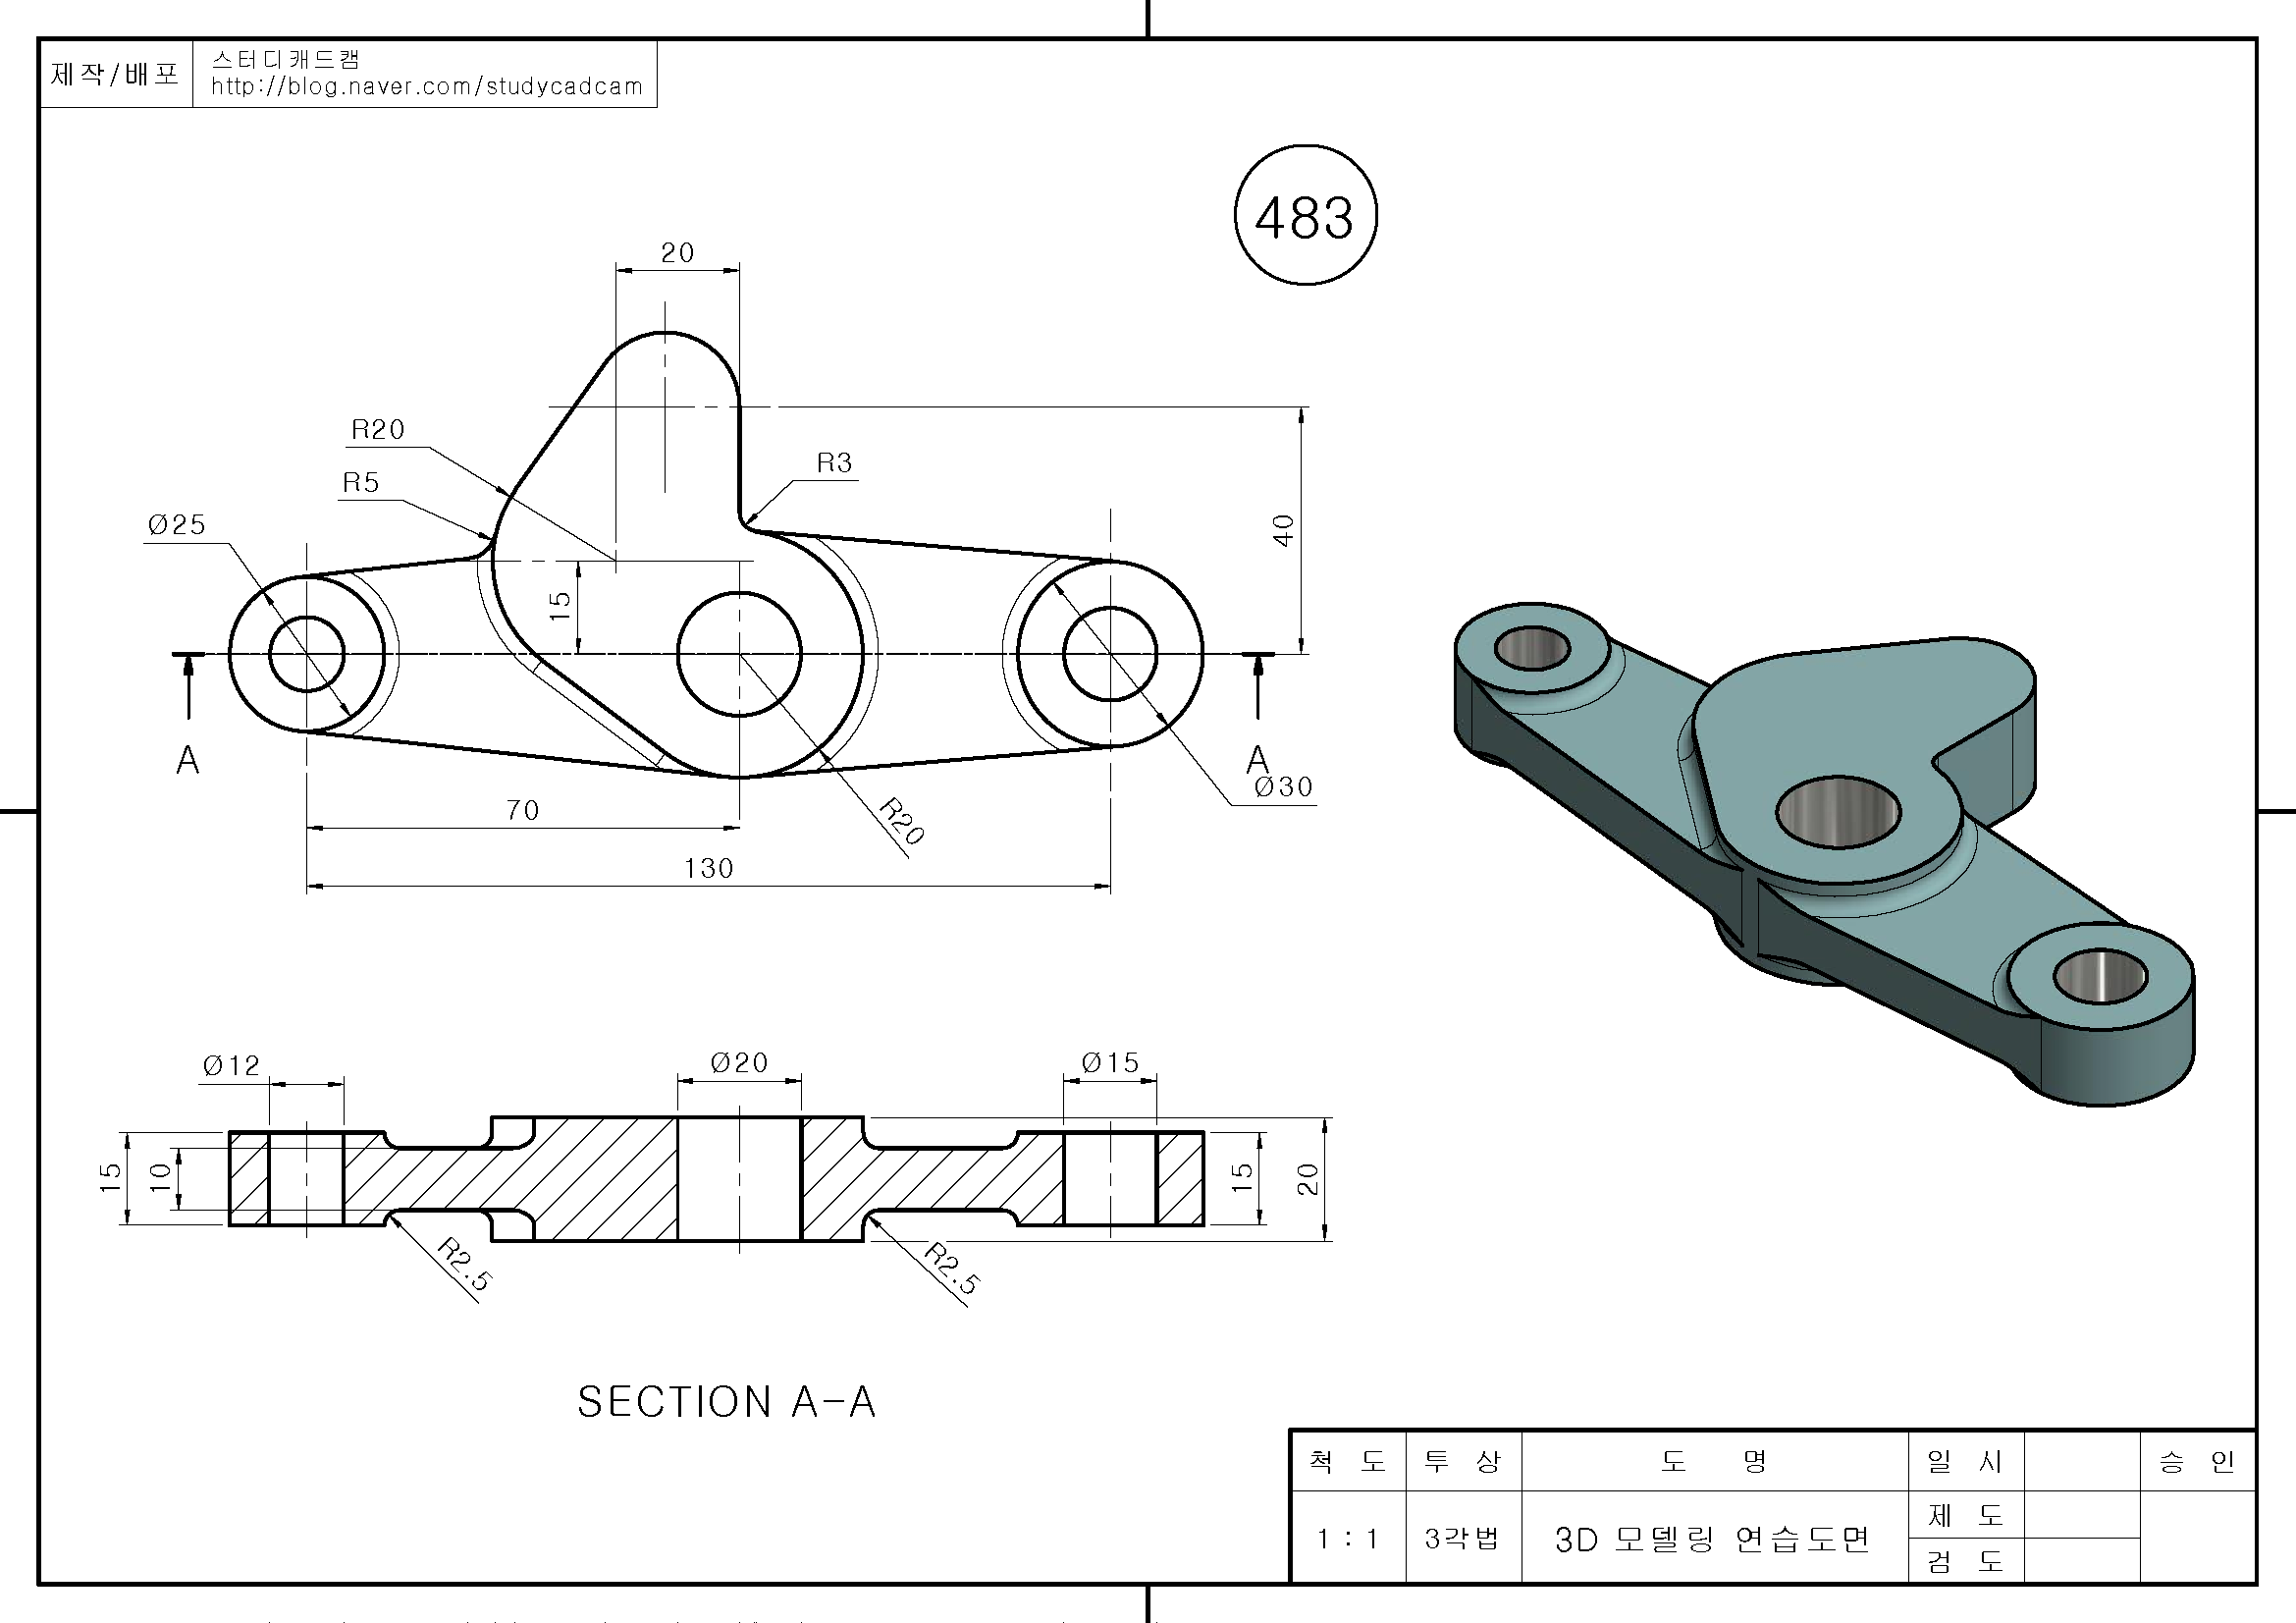 제작/배포
스터디캐드캠
http://blog.naver.com/studycadcam
483
20
R20
R3
R5
Ø25
40
15
A
A
Ø30
70
R20
130
Ø12
Ø20
Ø15
15
10
15
20
R2.5
R2.5
SECTION A-A
척 도
투 상
도 명
일 시
승 인
1 : 1
3각법
3D 모델링 연습도면
제 도
검 도